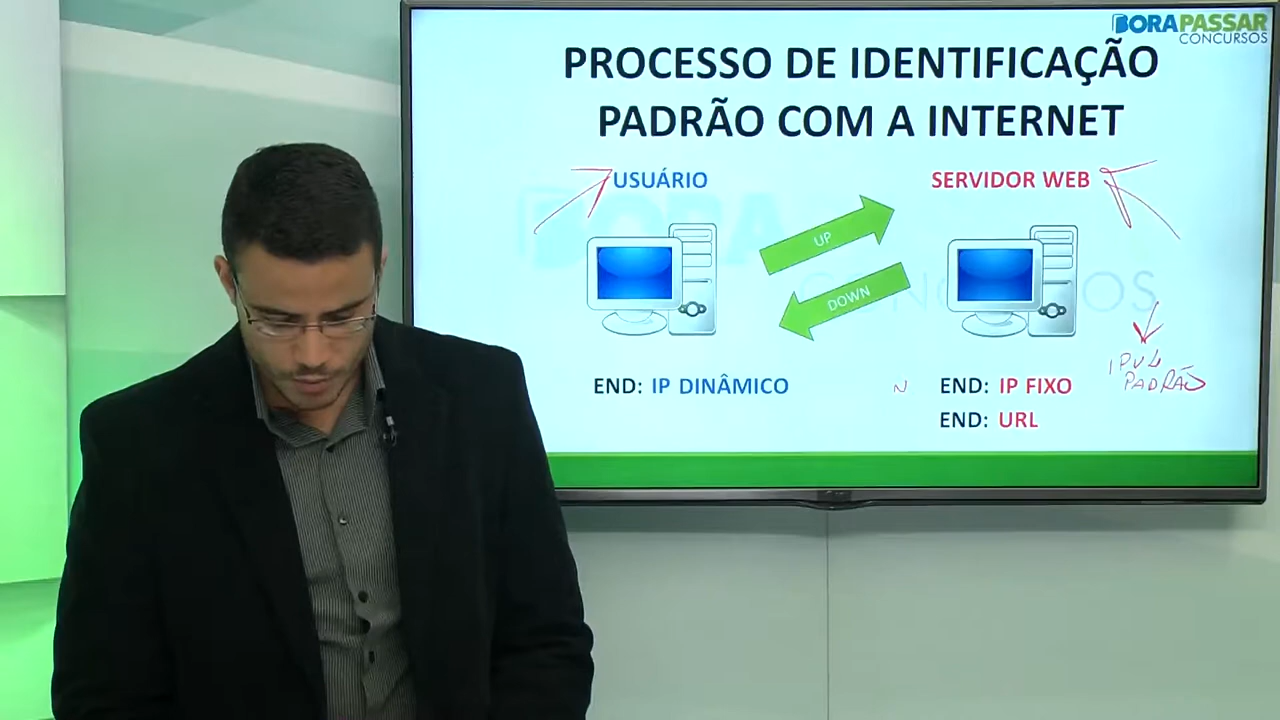 BORAPASSAR
CONCURSOS
PROCESSO DE IDENTIFICAÇÃO
PADRÃO COM A INTERNET
USUÁRIO
SERVIDOR WEB
UP
DOWN
END: IP DINÂMICO
N
END: IP FIXO
END: URL
IPV4
PADRÃO